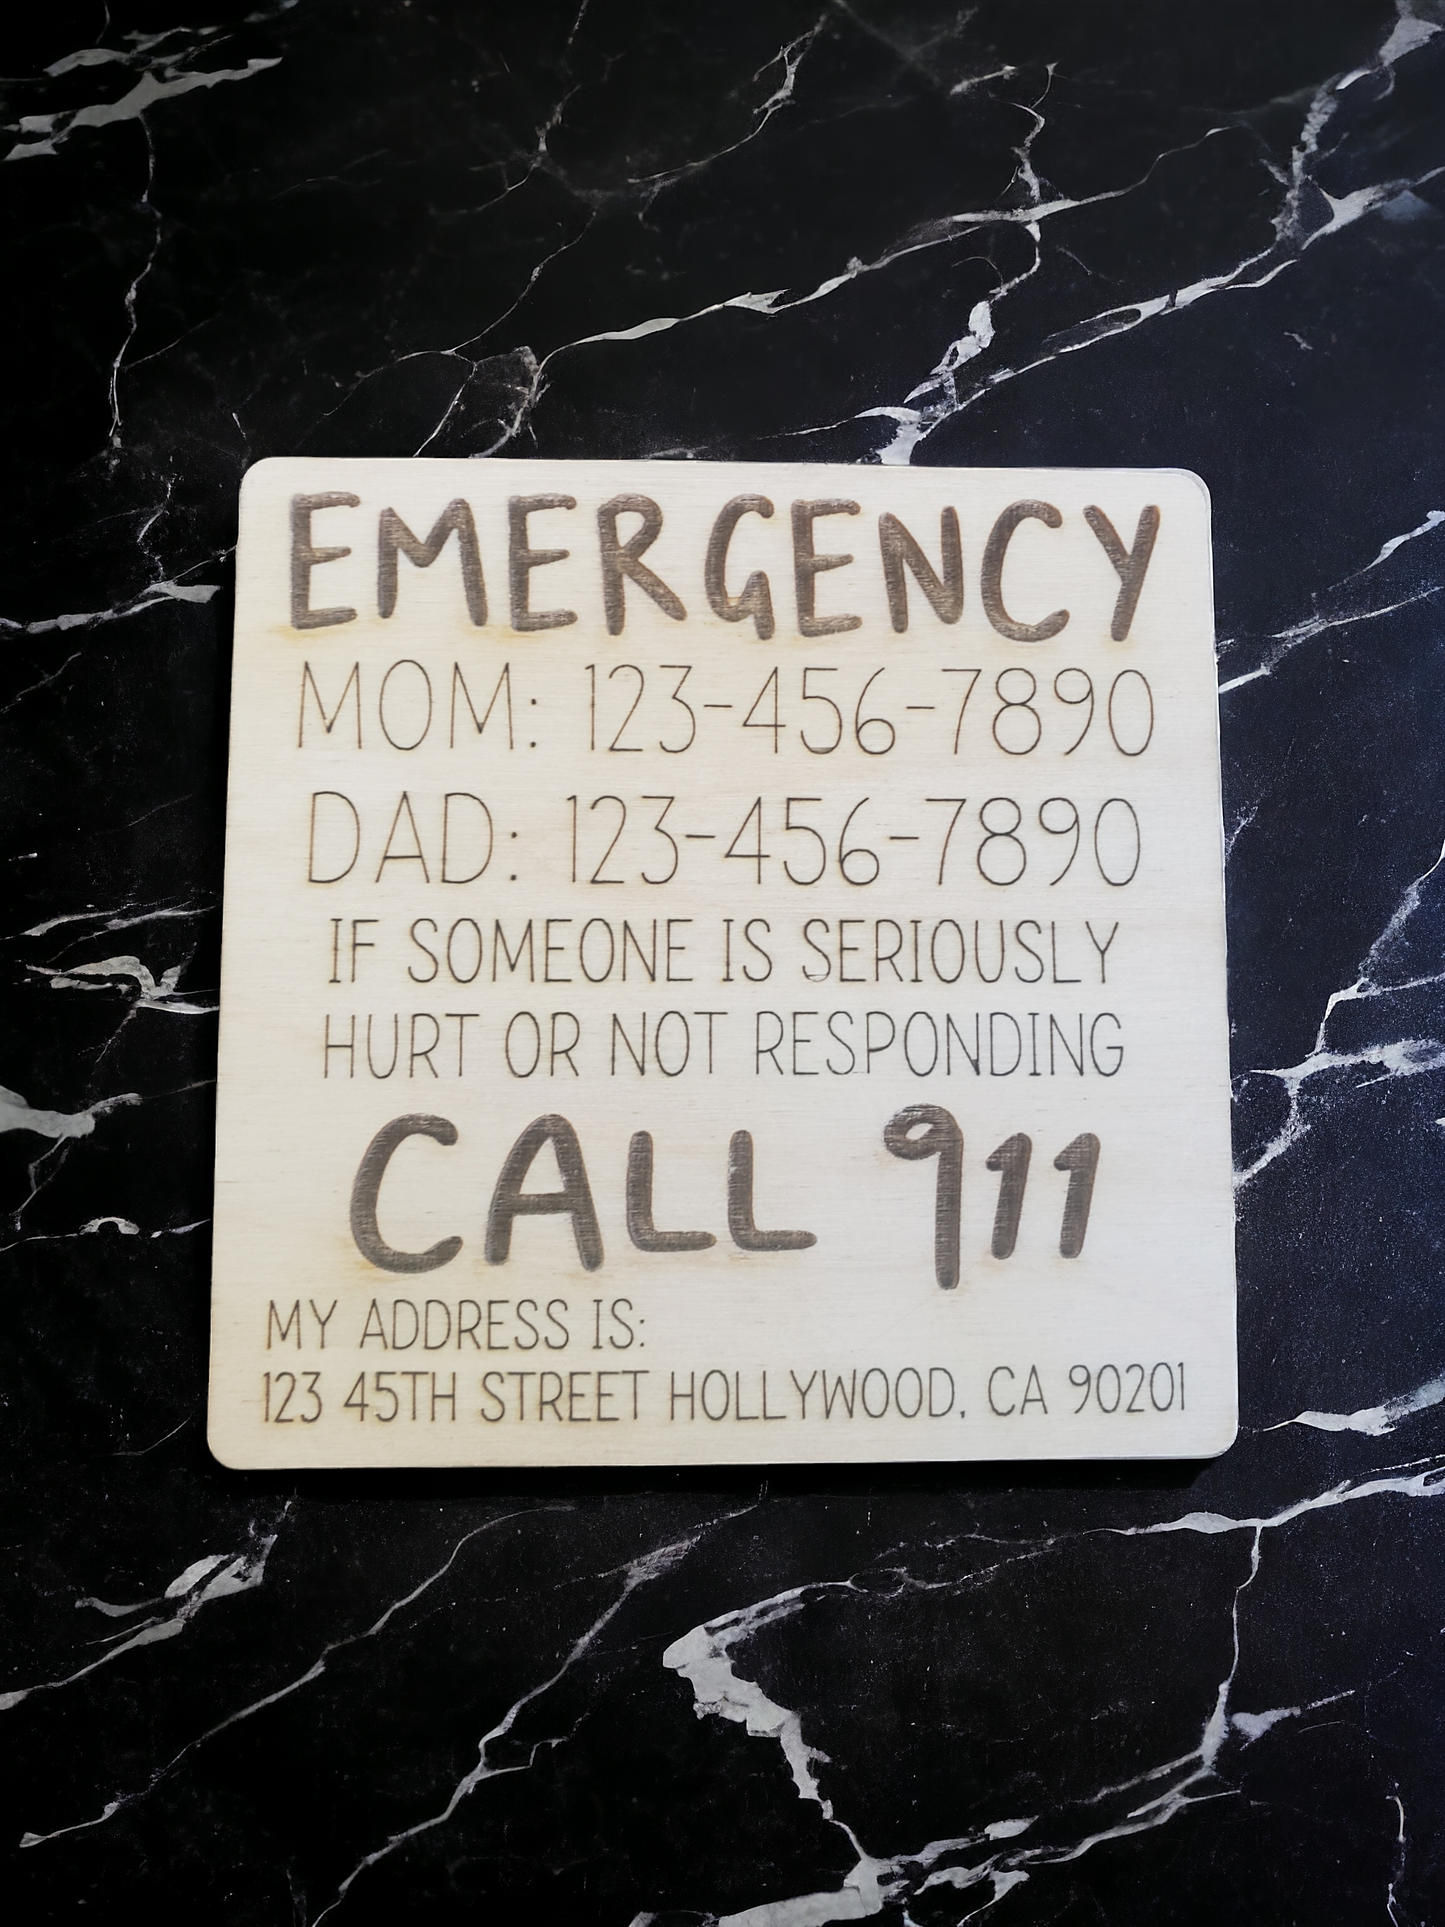 EMERGENCY
MOM: 123-456-7890
DAD: 123-456-7890
IF SOMEONE IS SERIOUSLY
HURT OR NOT RESPONDING
CALL 911
MY ADDRESS IS:
123 45TH STREET HOLLYWOOD, CA 90201